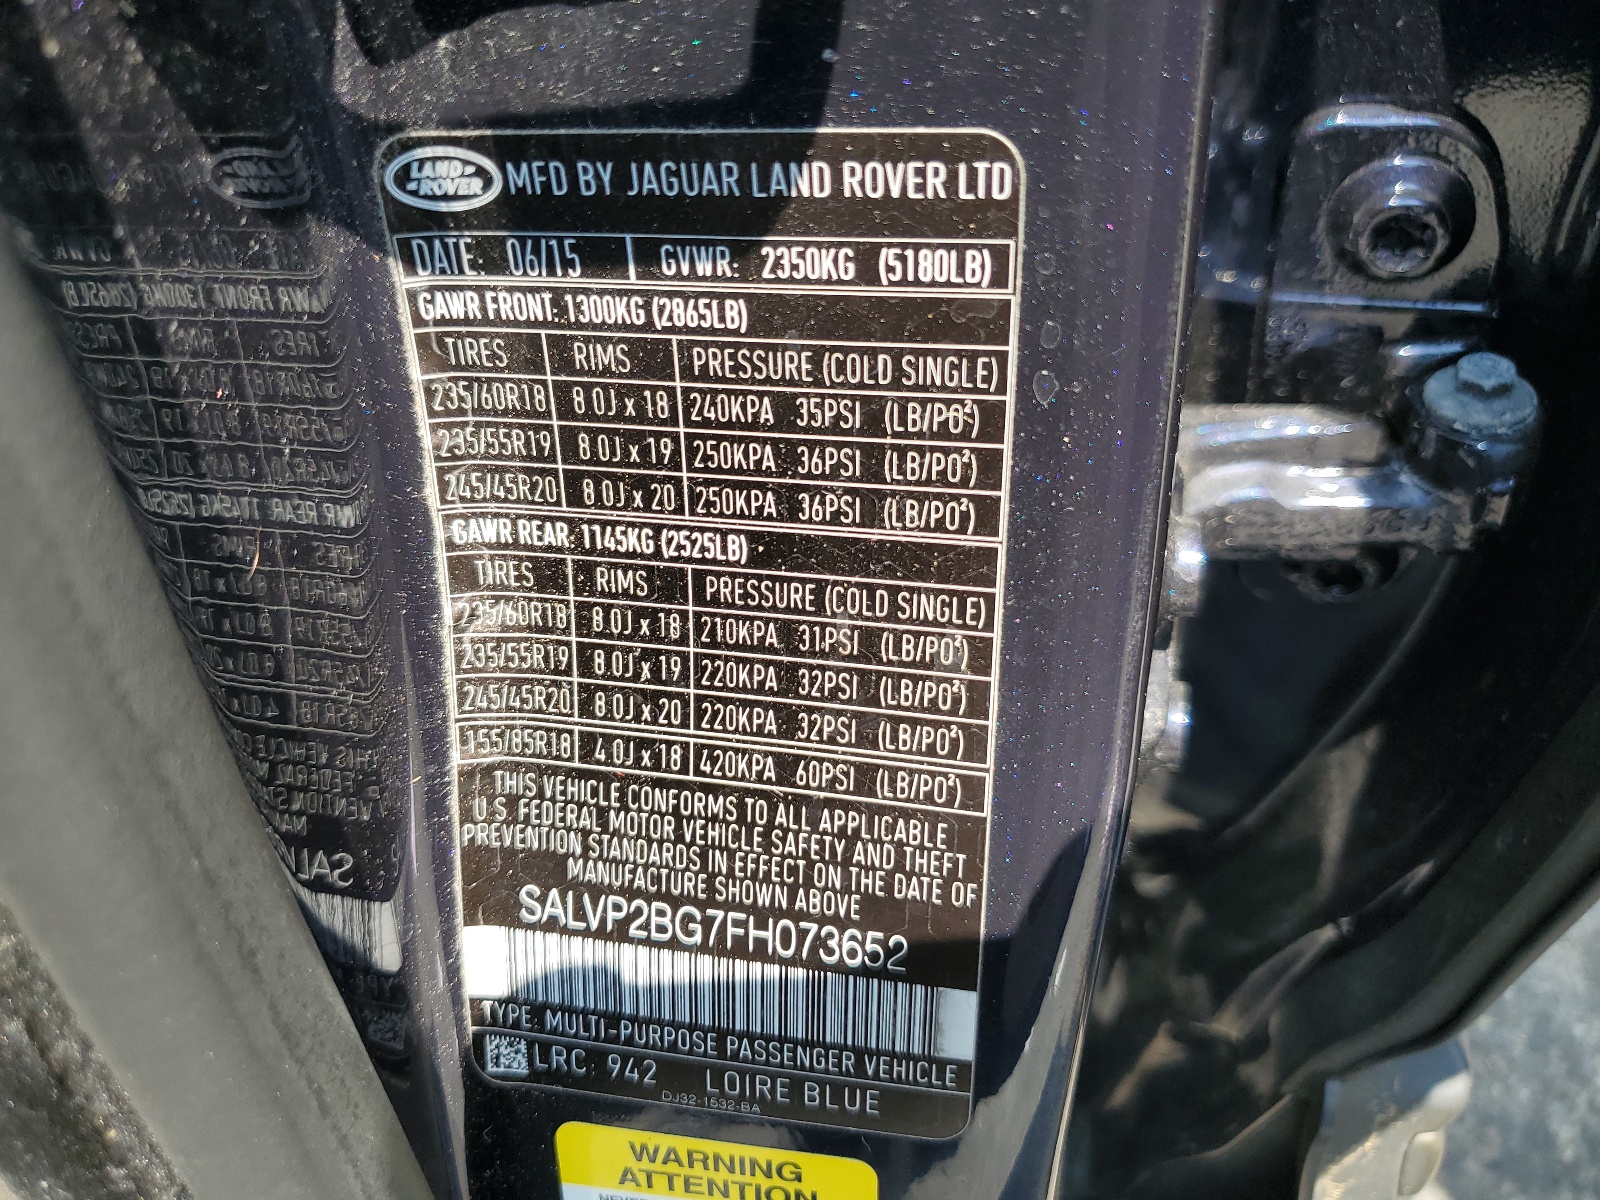 LAND ROVER MFD BY JAGUAR LAND ROVER LTD
DATE: 06/15 GVWR: 2350KG (5180LB)
GAWR FRONT: 1300KG (2865LB)
TIRES RIMS PRESSURE (COLD SINGLE)
235/60R18 8.0J x 18 240KPA 35PSI (LB/PO²)
235/55R19 8.0J x 19 250KPA 36PSI (LB/PO²)
245/45R20 8.0J x 20 250KPA 36PSI (LB/PO²)
GAWR REAR: 1145KG (2525LB)
TIRES RIMS PRESSURE (COLD SINGLE)
235/60R18 8.0J x 18 210KPA 31PSI (LB/PO²)
235/55R19 8.0J x 19 220KPA 32PSI (LB/PO²)
245/45R20 8.0J x 20 220KPA 32PSI (LB/PO²)
155/85R18 4.0J x 18 420KPA 60PSI (LB/PO²)
THIS VEHICLE CONFORMS TO ALL APPLICABLE
U.S. FEDERAL MOTOR VEHICLE SAFETY AND THEFT
PREVENTION STANDARDS IN EFFECT ON THE DATE OF
MANUFACTURE SHOWN ABOVE
SALVP2BG7FH073652
TYPE: MULTI-PURPOSE PASSENGER VEHICLE
LRC: 942 LOIRE BLUE
DJ32-1532-BA
WARNING
ATTENTION